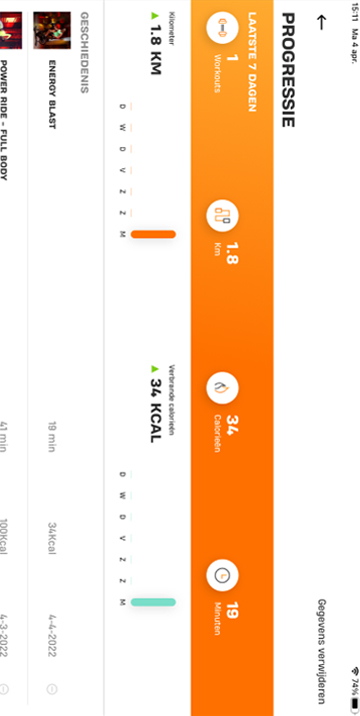 15:11 Ma 4 apr.
74%
←
Gegevens verwijderen
PROGRESSIE
LAATSTE 7 DAGEN
1
Workouts
1.8
Km
34
Calorieën
19
Minuten
Kilometer
▲ 1.8 KM
D W D V Z Z M
Verbrande calorieën
▲ 34 KCAL
D W D V Z Z M
GESCHIEDENIS
ENERGY BLAST 19 min 34Kcal 4-4-2022
POWER RIDE - FULL BODY 41 min 100Kcal 4-3-2022